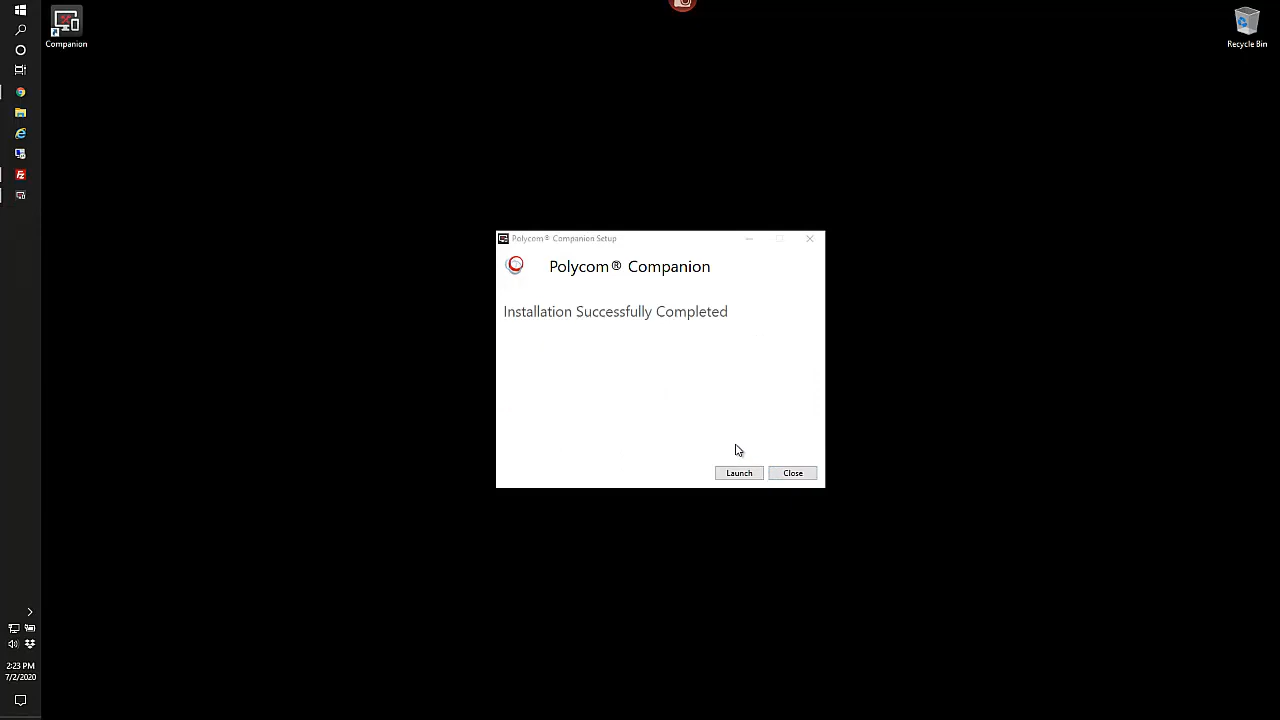 Companion
Recycle Bin
Polycom® Companion Setup
Polycom® Companion
Installation Successfully Completed
Launch
Close
2:23 PM
7/2/2020